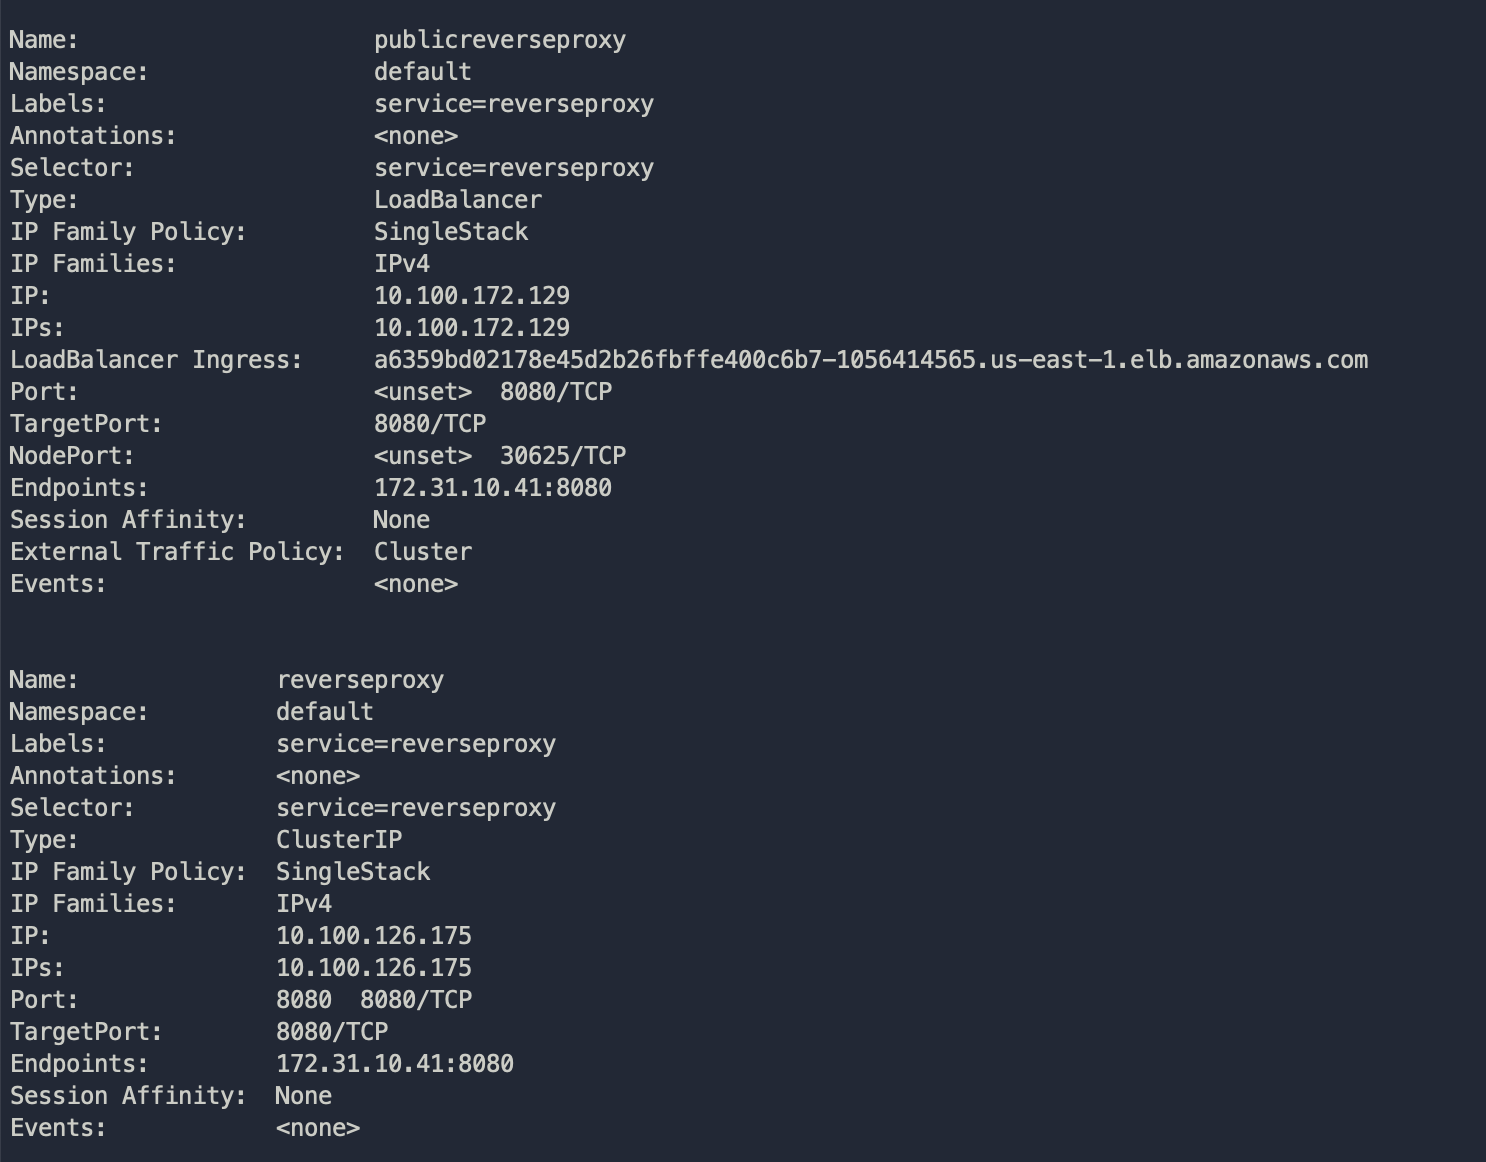 Name:                     publicreverseproxy
Namespace:                default
Labels:                   service=reverseproxy
Annotations:              <none>
Selector:                 service=reverseproxy
Type:                     LoadBalancer
IP Family Policy:         SingleStack
IP Families:              IPv4
IP:                       10.100.172.129
IPs:                      10.100.172.129
LoadBalancer Ingress:     a6359bd02178e45d2b26fbffe400c6b7-1056414565.us-east-1.elb.amazonaws.com
Port:                     <unset>  8080/TCP
TargetPort:               8080/TCP
NodePort:                 <unset>  30625/TCP
Endpoints:                172.31.10.41:8080
Session Affinity:         None
External Traffic Policy:  Cluster
Events:                   <none>

Name:              reverseproxy
Namespace:         default
Labels:            service=reverseproxy
Annotations:       <none>
Selector:          service=reverseproxy
Type:              ClusterIP
IP Family Policy:  SingleStack
IP Families:       IPv4
IP:                10.100.126.175
IPs:               10.100.126.175
Port:              8080  8080/TCP
TargetPort:        8080/TCP
Endpoints:         172.31.10.41:8080
Session Affinity:  None
Events:            <none>